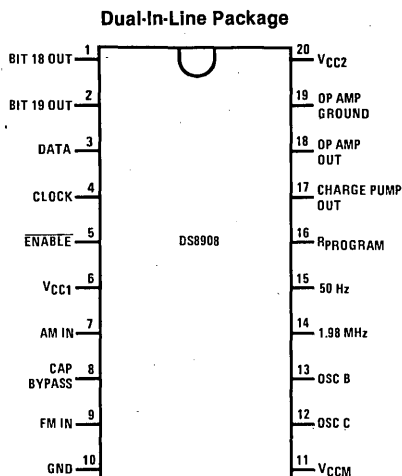 Dual-In-Line Package
BIT 18 OUT 1
BIT 19 OUT 2
DATA 3
CLOCK 4
ENABLE 5
VCC1 6
AM IN 7
CAP
BYPASS 8
FM IN 9
GND 10
DS8908
20 VCC2
19 OP AMP
GROUND
18 OP AMP
OUT
17 CHARGE PUMP
OUT
16 RPROGRAM
15 50 Hz
14 1.98 MHz
13 OSC B
12 OSC C
11 VCCM